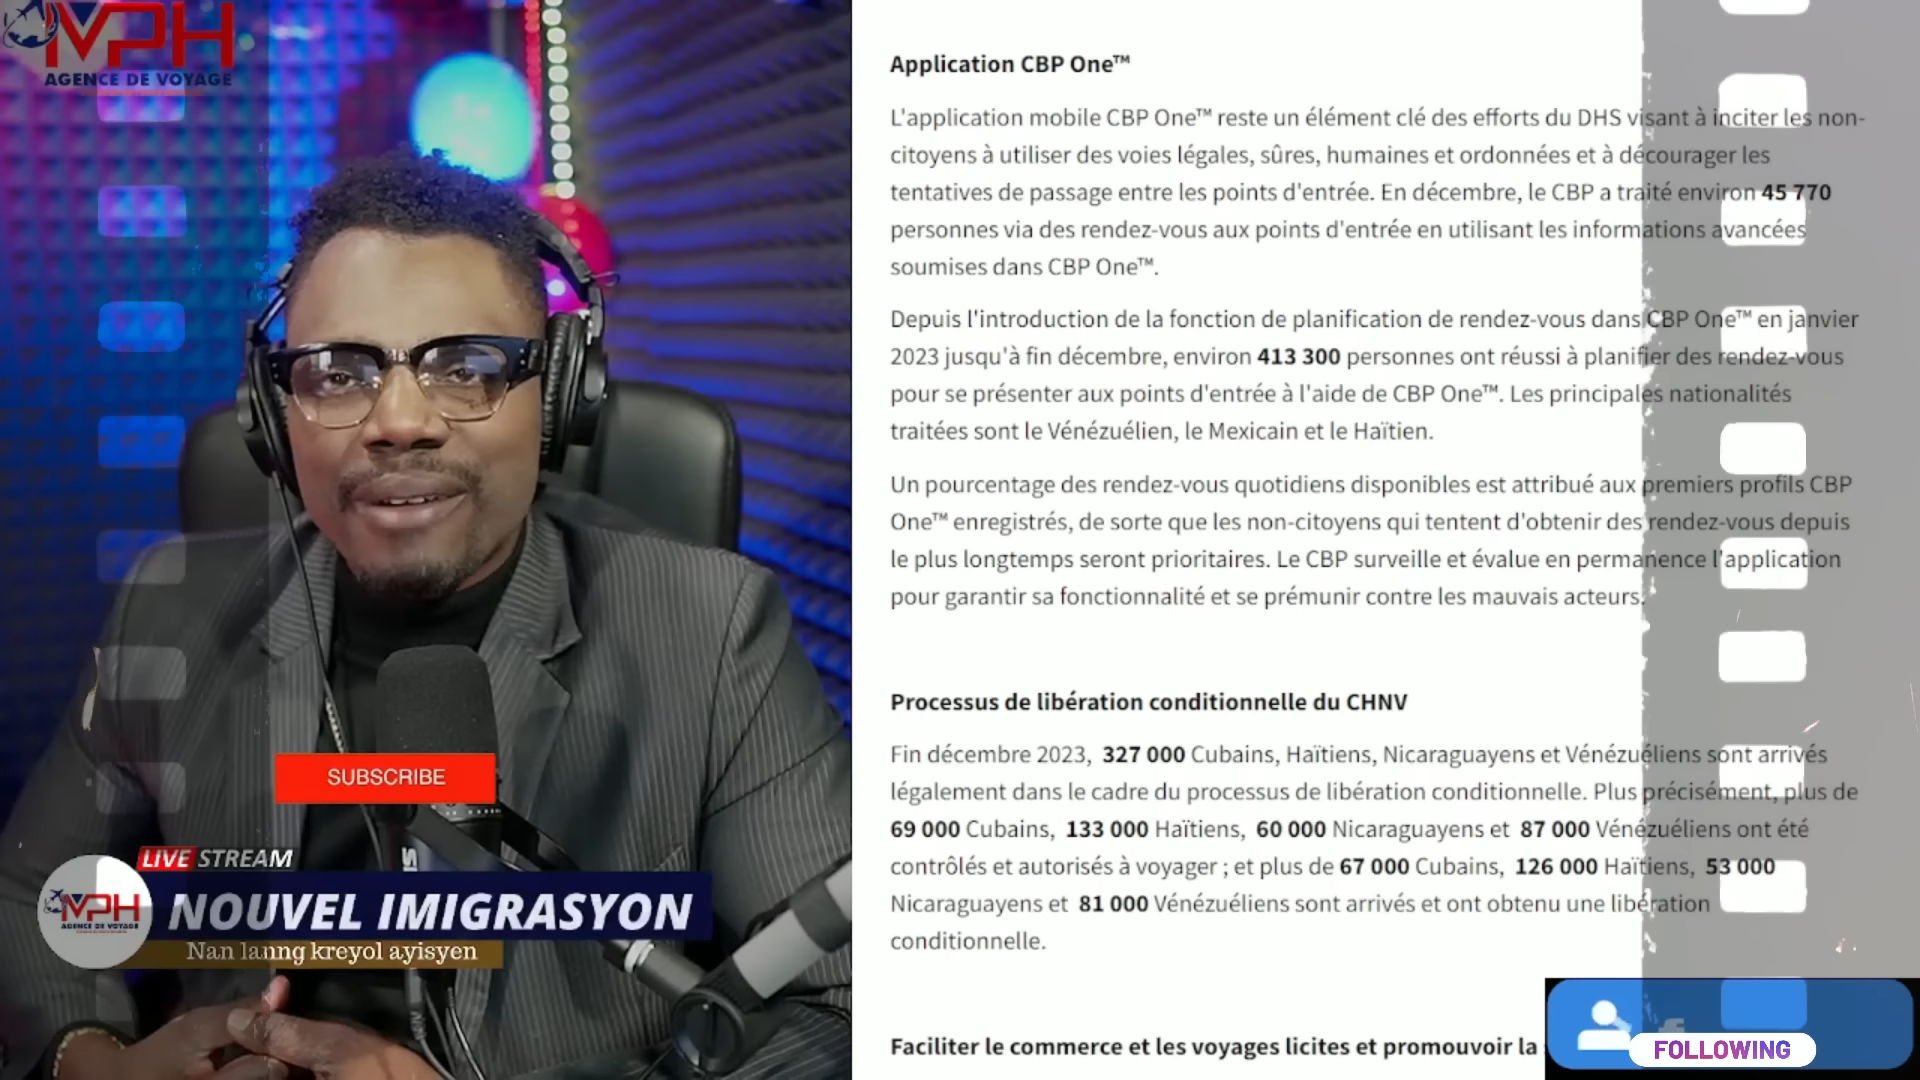 MPH
AGENCE DE VOYAGE
SUBSCRIBE
LIVE STREAM
MPH
AGENCE DE VOYAGE
NOUVEL IMIGRASYON
Nan lanng kreyol ayisyen
Application CBP One™
L'application mobile CBP One™ reste un élément clé des efforts du DHS visant à inciter les non-
citoyens à utiliser des voies légales, sûres, humaines et ordonnées et à décourager les
tentatives de passage entre les points d'entrée. En décembre, le CBP a traité environ 45 770
personnes via des rendez-vous aux points d'entrée en utilisant les informations avancées
soumises dans CBP One™.
Depuis l'introduction de la fonction de planification de rendez-vous dans CBP One™ en janvier
2023 jusqu'à fin décembre, environ 413 300 personnes ont réussi à planifier des rendez-vous
pour se présenter aux points d'entrée à l'aide de CBP One™. Les principales nationalités
traitées sont le Vénézuélien, le Mexicain et le Haïtien.
Un pourcentage des rendez-vous quotidiens disponibles est attribué aux premiers profils CBP
One™ enregistrés, de sorte que les non-citoyens qui tentent d'obtenir des rendez-vous depuis
le plus longtemps seront prioritaires. Le CBP surveille et évalue en permanence l'application
pour garantir sa fonctionnalité et se prémunir contre les mauvais acteurs.
Processus de libération conditionnelle du CHNV
Fin décembre 2023, 327 000 Cubains, Haïtiens, Nicaraguayens et Vénézuéliens sont arrivés
légalement dans le cadre du processus de libération conditionnelle. Plus précisément, plus de
69 000 Cubains, 133 000 Haïtiens, 60 000 Nicaraguayens et 87 000 Vénézuéliens ont été
contrôlés et autorisés à voyager ; et plus de 67 000 Cubains, 126 000 Haïtiens, 53 000
Nicaraguayens et 81 000 Vénézuéliens sont arrivés et ont obtenu une libération
conditionnelle.
Faciliter le commerce et les voyages licites et promouvoir la
FOLLOWING